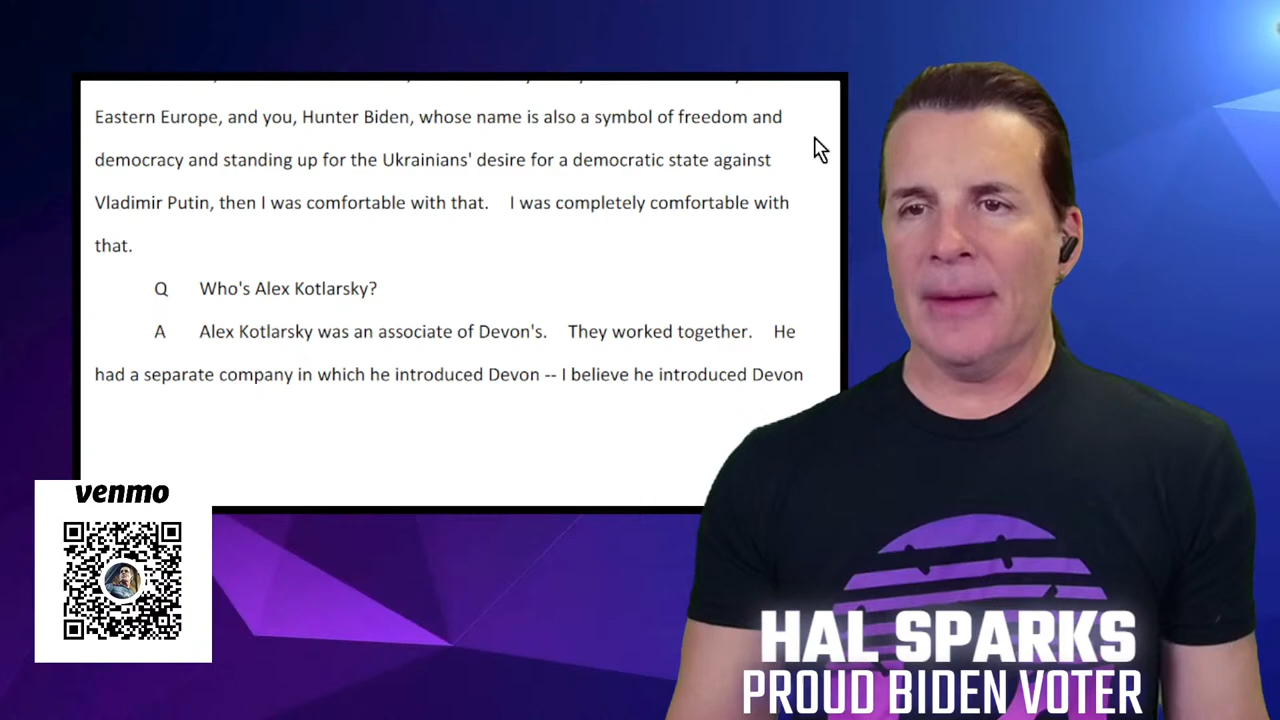 Eastern Europe, and you, Hunter Biden, whose name is also a symbol of freedom and
democracy and standing up for the Ukrainians' desire for a democratic state against
Vladimir Putin, then I was comfortable with that. I was completely comfortable with
that.
Q Who's Alex Kotlarsky?
A Alex Kotlarsky was an associate of Devon's. They worked together. He
had a separate company in which he introduced Devon -- I believe he introduced Devon
venmo
HAL SPARKS
PROUD BIDEN VOTER